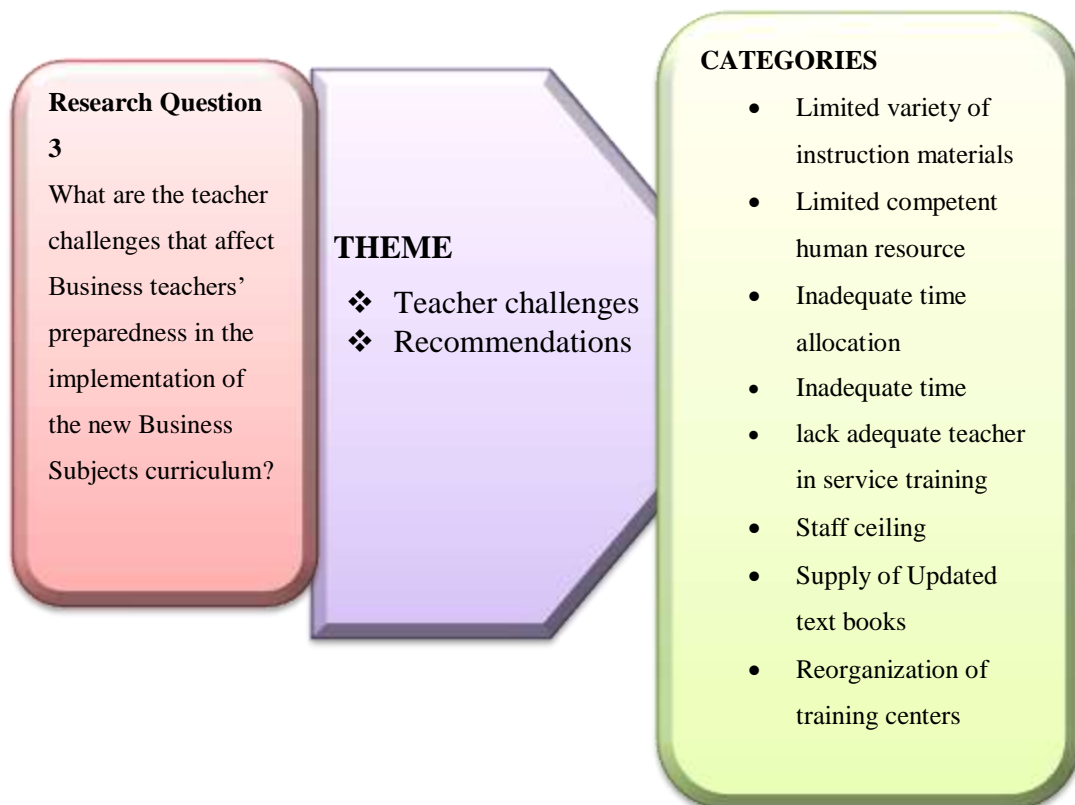 Research Question
3
What are the teacher
challenges that affect
Business teachers’
preparedness in the
implementation of
the new Business
Subjects curriculum?
THEME
❖ Teacher challenges
❖ Recommendations
CATEGORIES
• Limited variety of
instruction materials
• Limited competent
human resource
• Inadequate time
allocation
• Inadequate time
• lack adequate teacher
in service training
• Staff ceiling
• Supply of Updated
text books
• Reorganization of
training centers